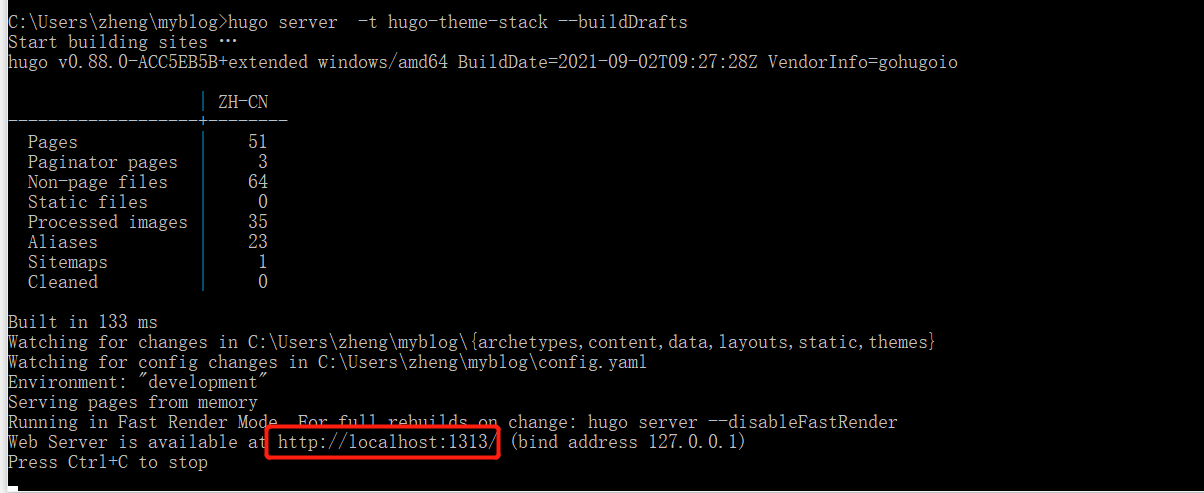 C:\Users\zheng\myblog>hugo server  -t hugo-theme-stack --buildDrafts
Start building sites …
hugo v0.88.0-ACC5EB5B+extended windows/amd64 BuildDate=2021-09-02T09:27:28Z VendorInfo=gohugoio
                   | ZH-CN
-------------------+--------
  Pages            |    51
  Paginator pages  |     3
  Non-page files   |    64
  Static files     |     0
  Processed images |    35
  Aliases          |    23
  Sitemaps         |     1
  Cleaned          |     0
Built in 133 ms
Watching for changes in C:\Users\zheng\myblog\{archetypes,content,data,layouts,static,themes}
Watching for config changes in C:\Users\zheng\myblog\config.yaml
Environment: "development"
Serving pages from memory
Running in Fast Render Mode. For full rebuilds on change: hugo server --disableFastRender
Web Server is available at http://localhost:1313/ (bind address 127.0.0.1)
Press Ctrl+C to stop